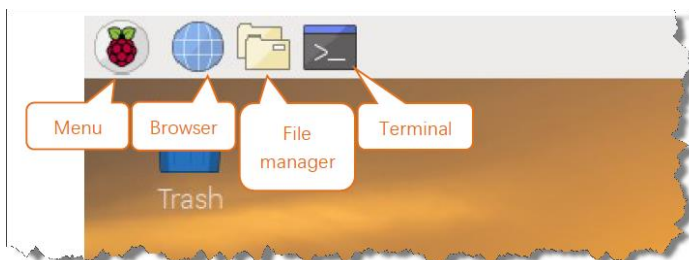 >_
Menu
Browser
File
manager
Terminal
Trash